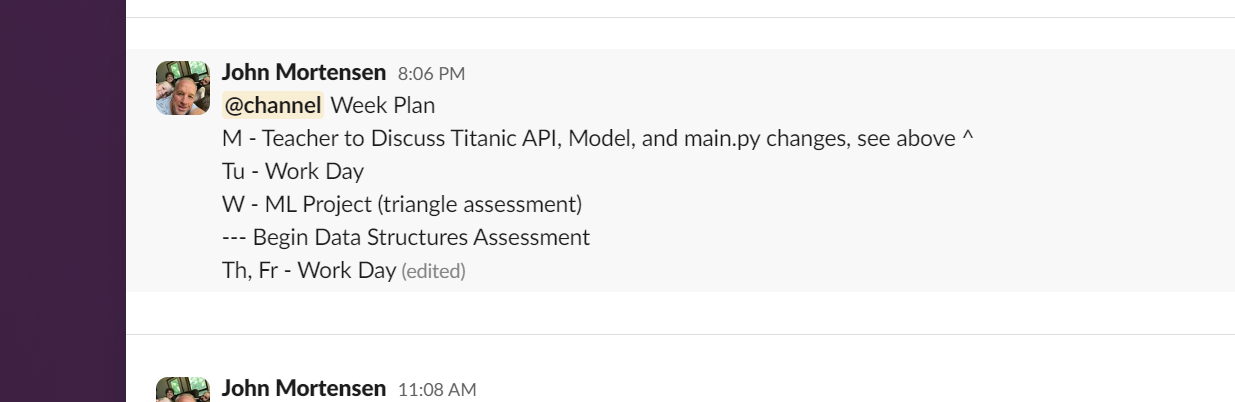 John Mortensen 8:06 PM
@channel Week Plan
M - Teacher to Discuss Titanic API, Model, and main.py changes, see above ^
Tu - Work Day
W - ML Project (triangle assessment)
--- Begin Data Structures Assessment
Th, Fr - Work Day (edited)
John Mortensen 11:08 AM